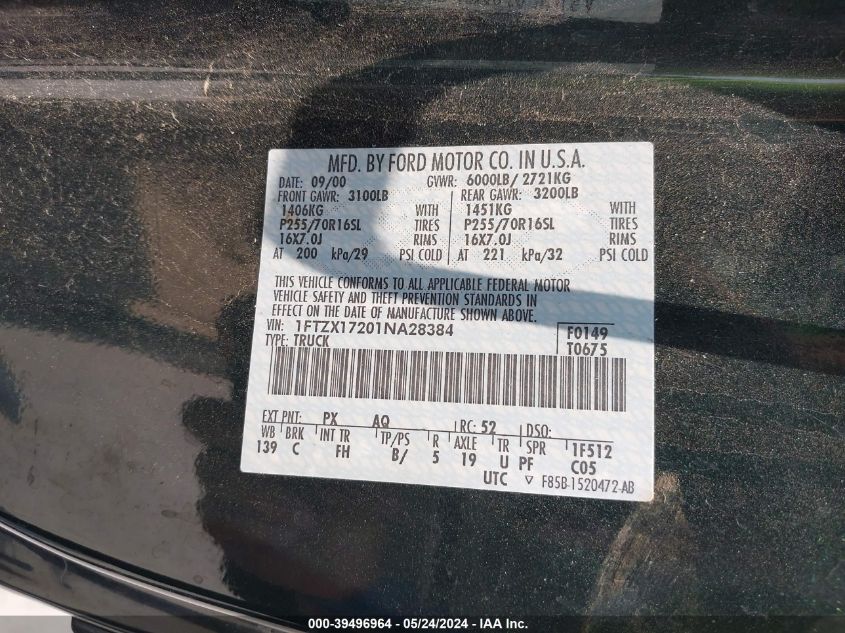 MFD. BY FORD MOTOR CO. IN U.S.A.
DATE: 09/00 GVWR: 6000LB/ 2721KG
FRONT GAWR: 3100LB REAR GAWR: 3200LB
1406KG WITH 1451KG WITH
P255/70R16SL TIRES P255/70R16SL TIRES
16X7.0J RIMS 16X7.0J RIMS
AT 200 kPa/29 PSI COLD AT 221 kPa/32 PSI COLD
THIS VEHICLE CONFORMS TO ALL APPLICABLE FEDERAL MOTOR
VEHICLE SAFETY AND THEFT PREVENTION STANDARDS IN
EFFECT ON THE DATE OF MANUFACTURE SHOWN ABOVE.
VIN: 1FTZX17201NA28384 F0149
TYPE: TRUCK T0675
EXT PNT: PX AQ RC: 52 DSO:
WB BRK INT TR TP/PS R AXLE TR SPR 1F512
139 C FH B/ 5 19 U PF C05
UTC ▽ F85B-1520472-AB
000-39496964 - 05/24/2024 - IAA Inc.